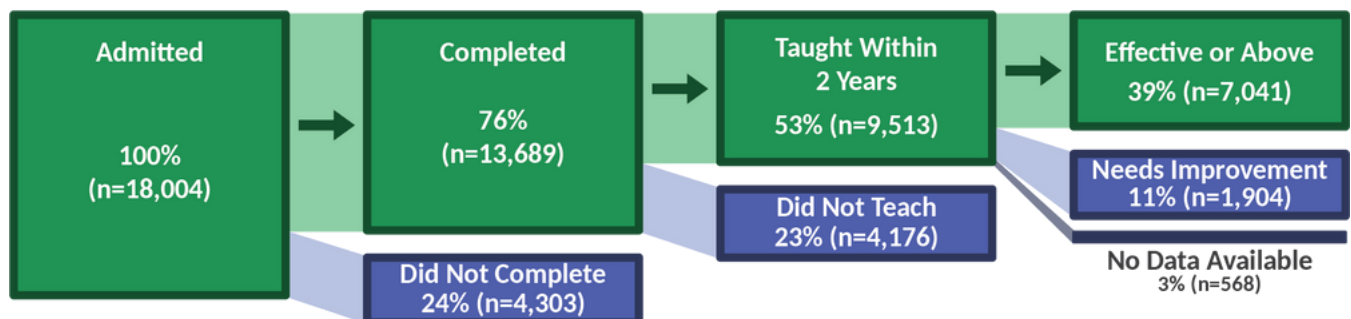 Admitted
100%
(n=18,004)
Completed
76%
(n=13,689)
Did Not Complete
24% (n=4,303)
Taught Within
2 Years
53% (n=9,513)
Did Not Teach
23% (n=4,176)
Effective or Above
39% (n=7,041)
Needs Improvement
11% (n=1,904)
No Data Available
3% (n=568)